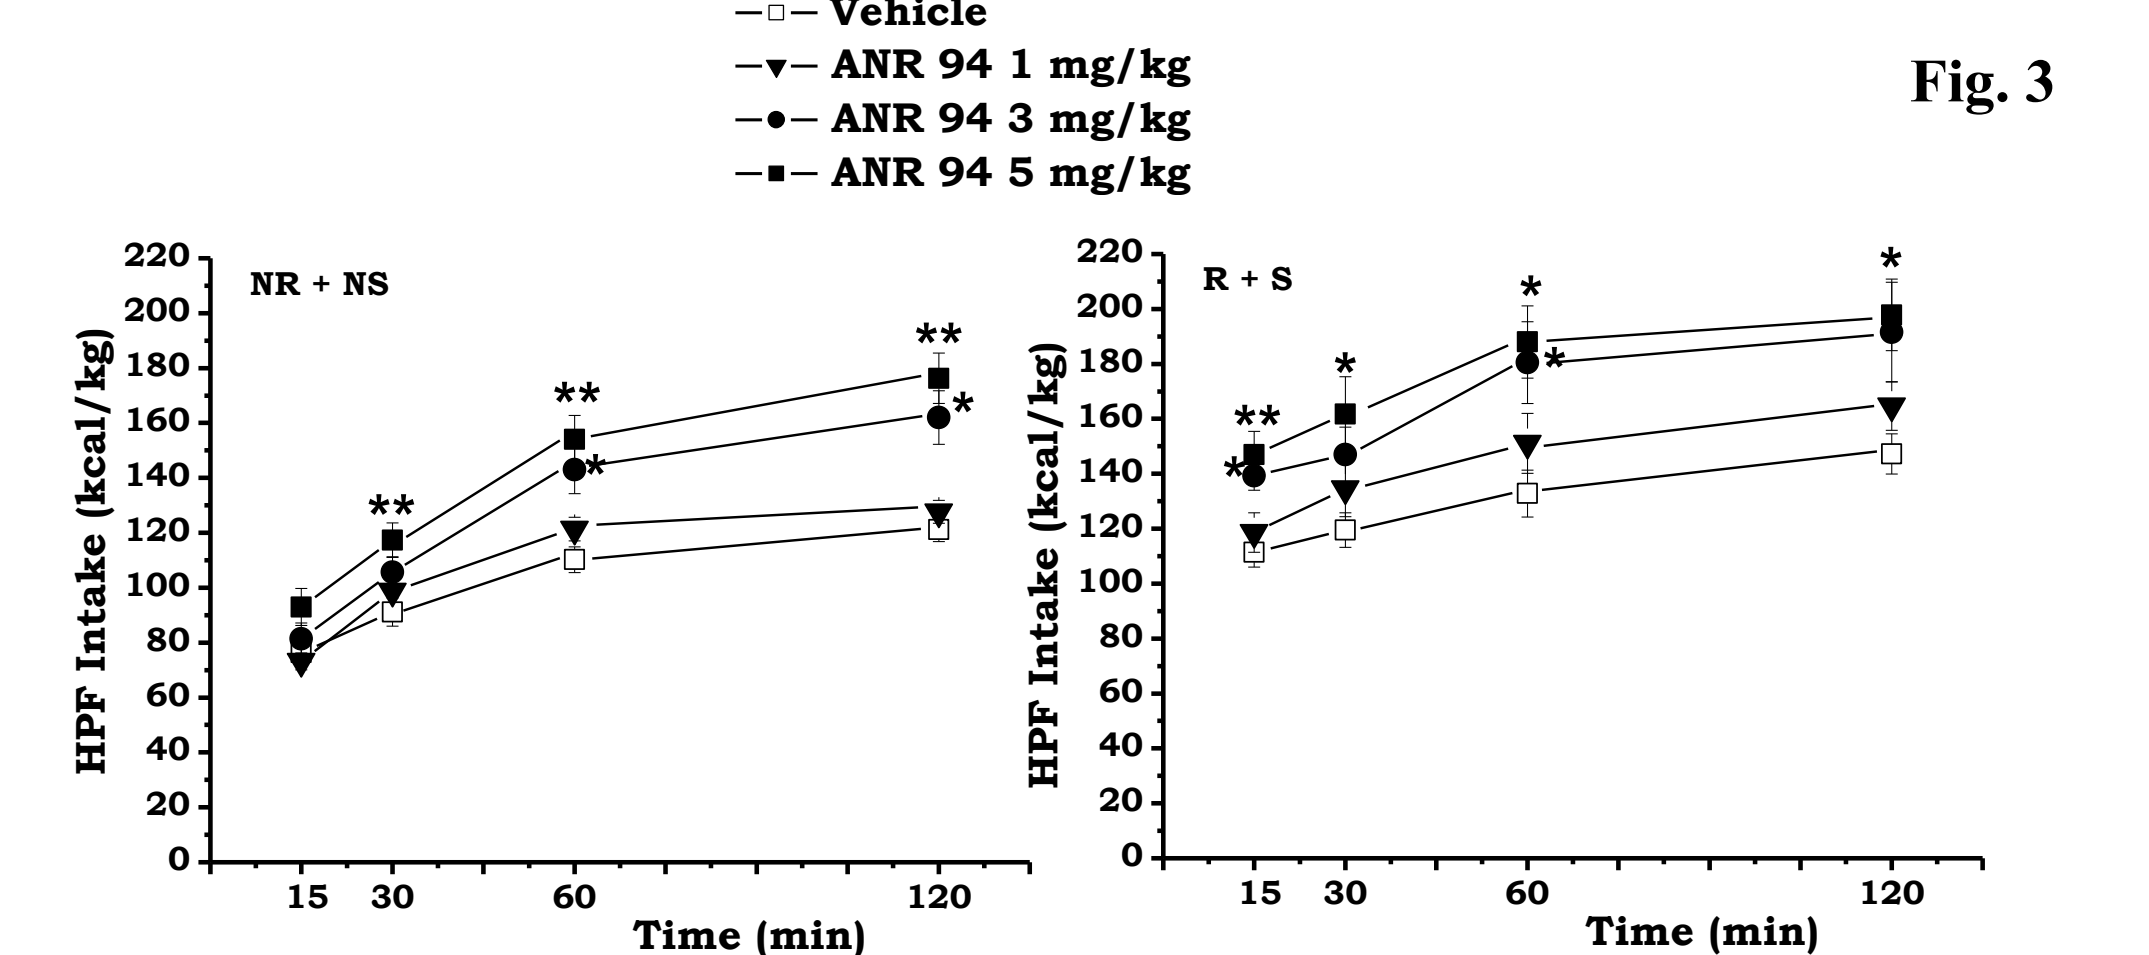 Vehicle
ANR 94 1 mg/kg
ANR 94 3 mg/kg
ANR 94 5 mg/kg
Fig. 3
NR + NS
HPF Intake (kcal/kg)
220
200
180
160
140
120
100
80
60
40
20
0
**
**
*
**
*
15 30 60 120
Time (min)
R + S
HPF Intake (kcal/kg)
220
200
180
160
140
120
100
80
60
40
20
0
**
*
*
*
*
*
15 30 60 120
Time (min)